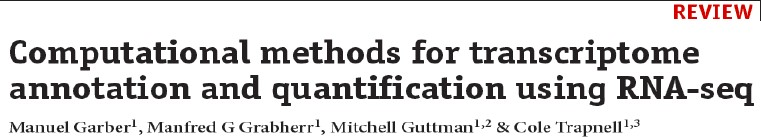 REVIEW
Computational methods for transcriptome
annotation and quantification using RNA-seq
Manuel Garber1, Manfred G Grabherr1, Mitchell Guttman1,2 & Cole Trapnell1,3